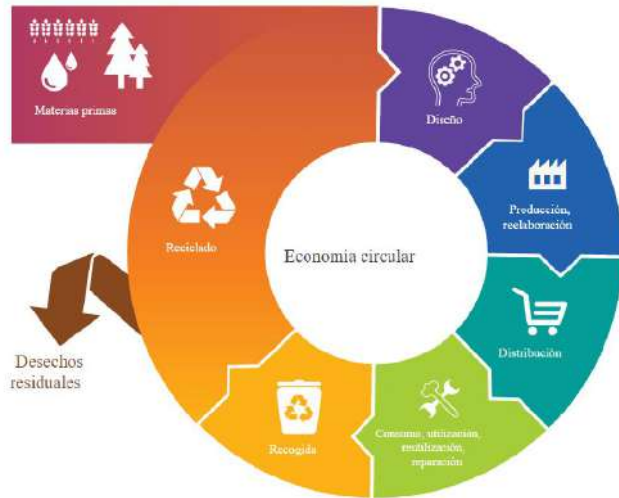 Materias primas
Diseño
Producción,
reelaboración
Reciclado
Economía circular
Distribución
Desechos
residuales
Recogida
Consumo, utilización,
reutilización,
reparación